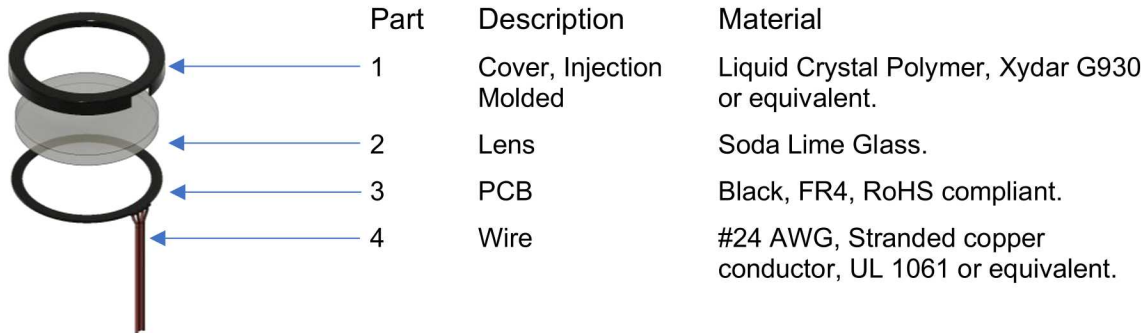 Part Description Material
1 Cover, Injection Molded Liquid Crystal Polymer, Xydar G930 or equivalent.
2 Lens Soda Lime Glass.
3 PCB Black, FR4, RoHS compliant.
4 Wire #24 AWG, Stranded copper conductor, UL 1061 or equivalent.